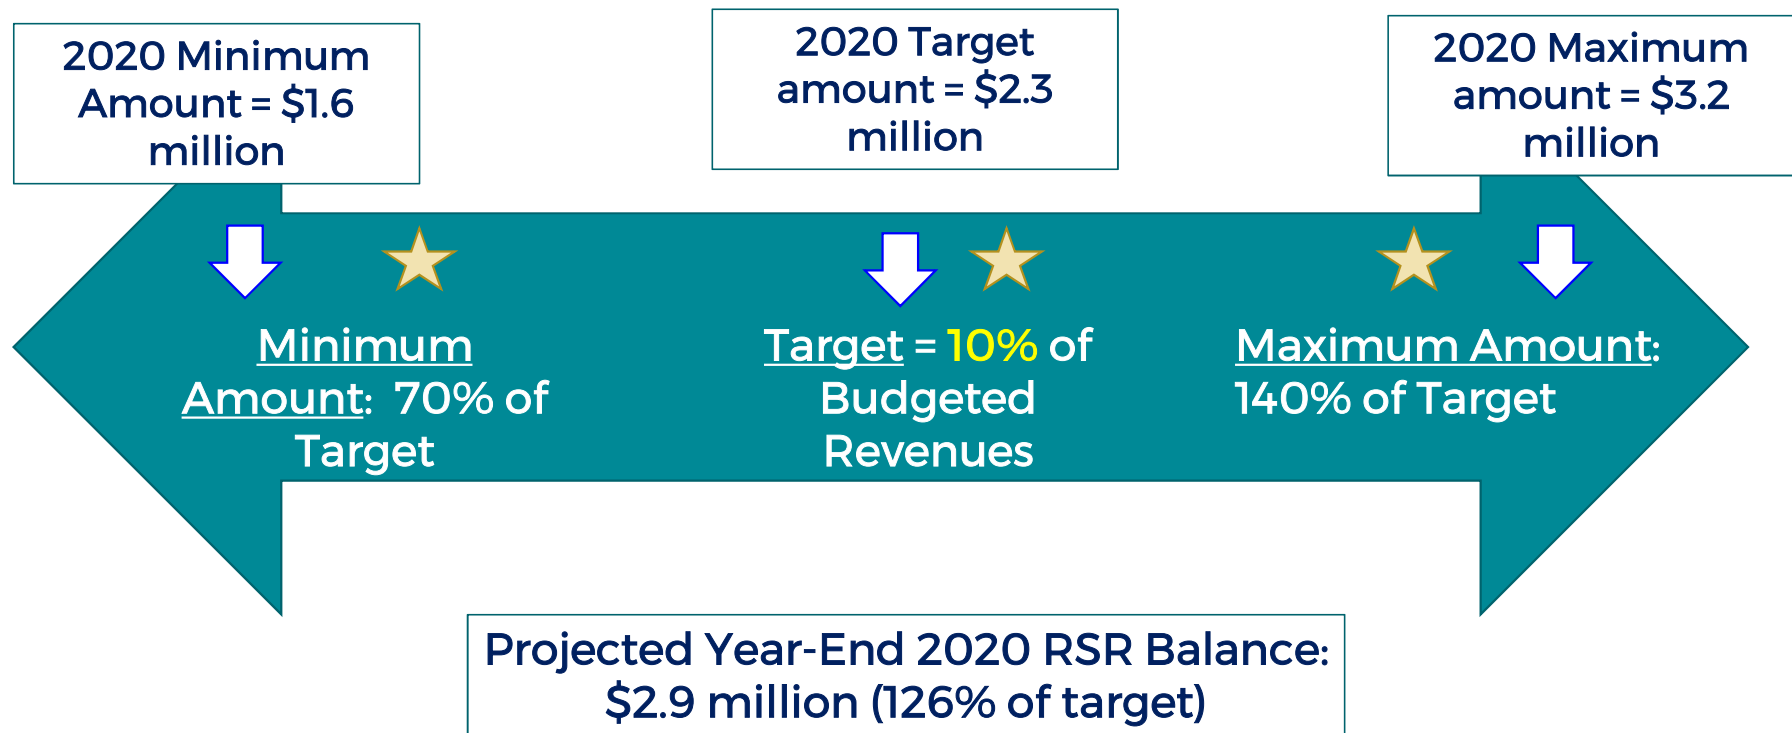 2020 Minimum
Amount = $1.6
million
2020 Target
amount = $2.3
million
2020 Maximum
amount = $3.2
million
Minimum
Amount: 70% of
Target
Target = 10% of
Budgeted
Revenues
Maximum Amount:
140% of Target
Projected Year-End 2020 RSR Balance:
$2.9 million (126% of target)